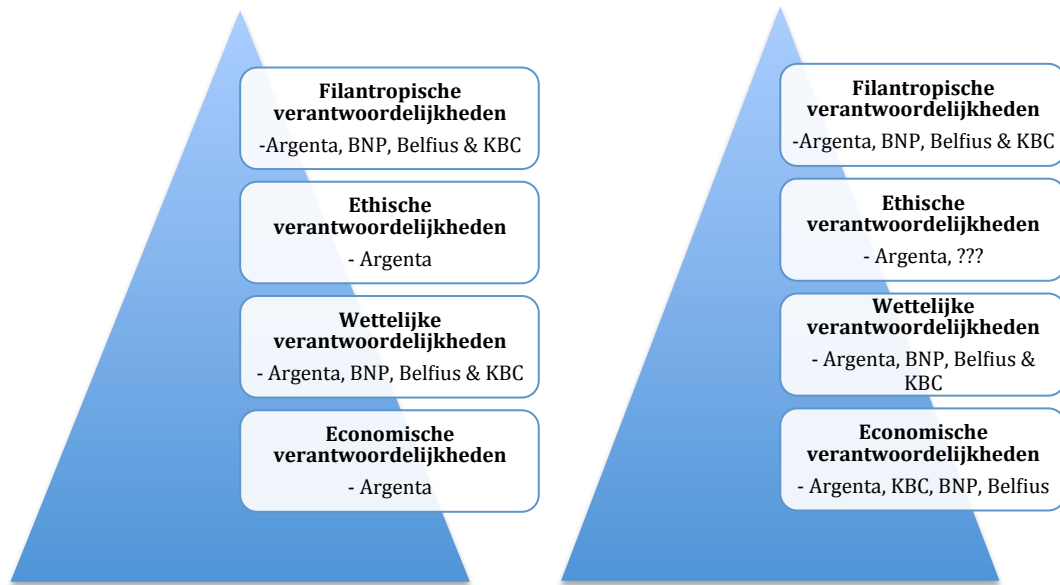 Filantropische
verantwoordelijkheden
-Argenta, BNP, Belfius & KBC
Ethische
verantwoordelijkheden
- Argenta
Wettelijke
verantwoordelijkheden
- Argenta, BNP, Belfius & KBC
Economische
verantwoordelijkheden
- Argenta
Filantropische
verantwoordelijkheden
-Argenta, BNP, Belfius & KBC
Ethische
verantwoordelijkheden
- Argenta, ???
Wettelijke
verantwoordelijkheden
- Argenta, BNP, Belfius &
KBC
Economische
verantwoordelijkheden
- Argenta, KBC, BNP, Belfius